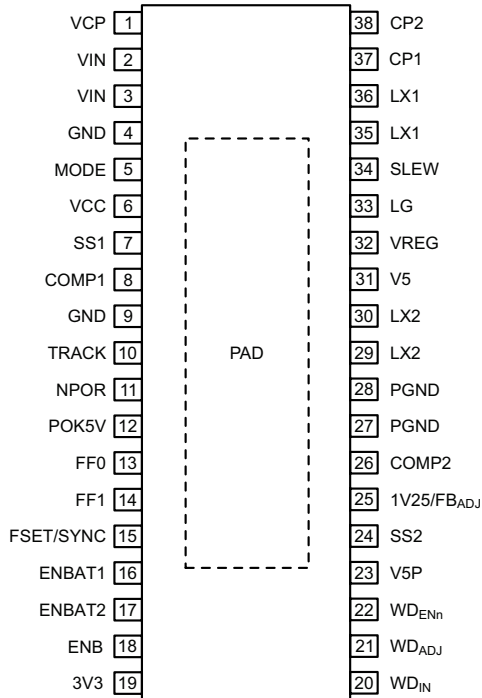 VCP 1
VIN 2
VIN 3
GND 4
MODE 5
VCC 6
SS1 7
COMP1 8
GND 9
TRACK 10
NPOR 11
POK5V 12
FF0 13
FF1 14
FSET/SYNC 15
ENBAT1 16
ENBAT2 17
ENB 18
3V3 19
PAD
38 CP2
37 CP1
36 LX1
35 LX1
34 SLEW
33 LG
32 VREG
31 V5
30 LX2
29 LX2
28 PGND
27 PGND
26 COMP2
25 1V25/FBADJ
24 SS2
23 V5P
22 WDENn
21 WDADJ
20 WDIN